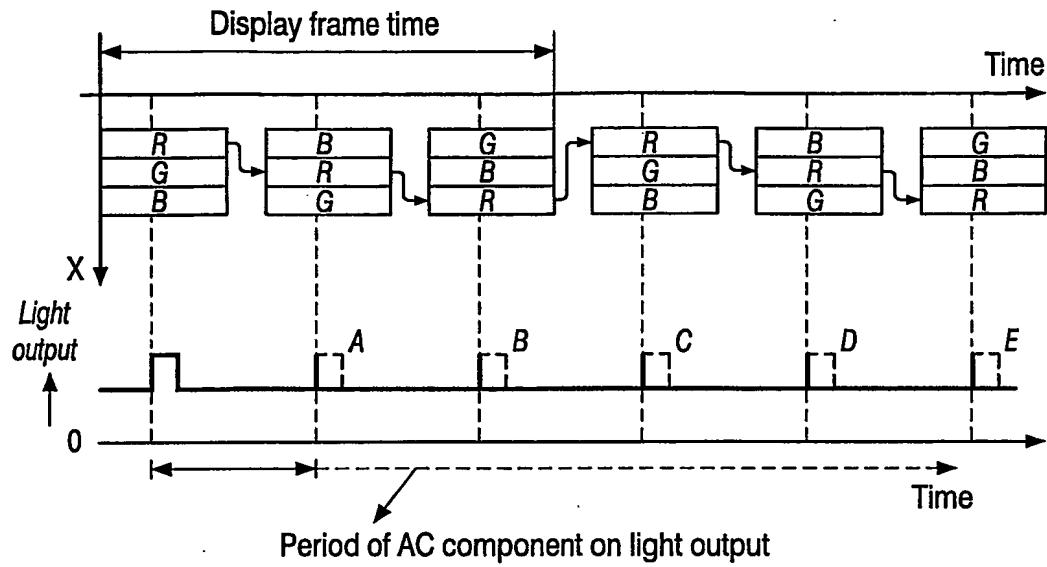 Display frame time
Time
R B G R B G
G R B G R B
B G R B G R
X
Light
output
A B C D E
0
Time
Period of AC component on light output